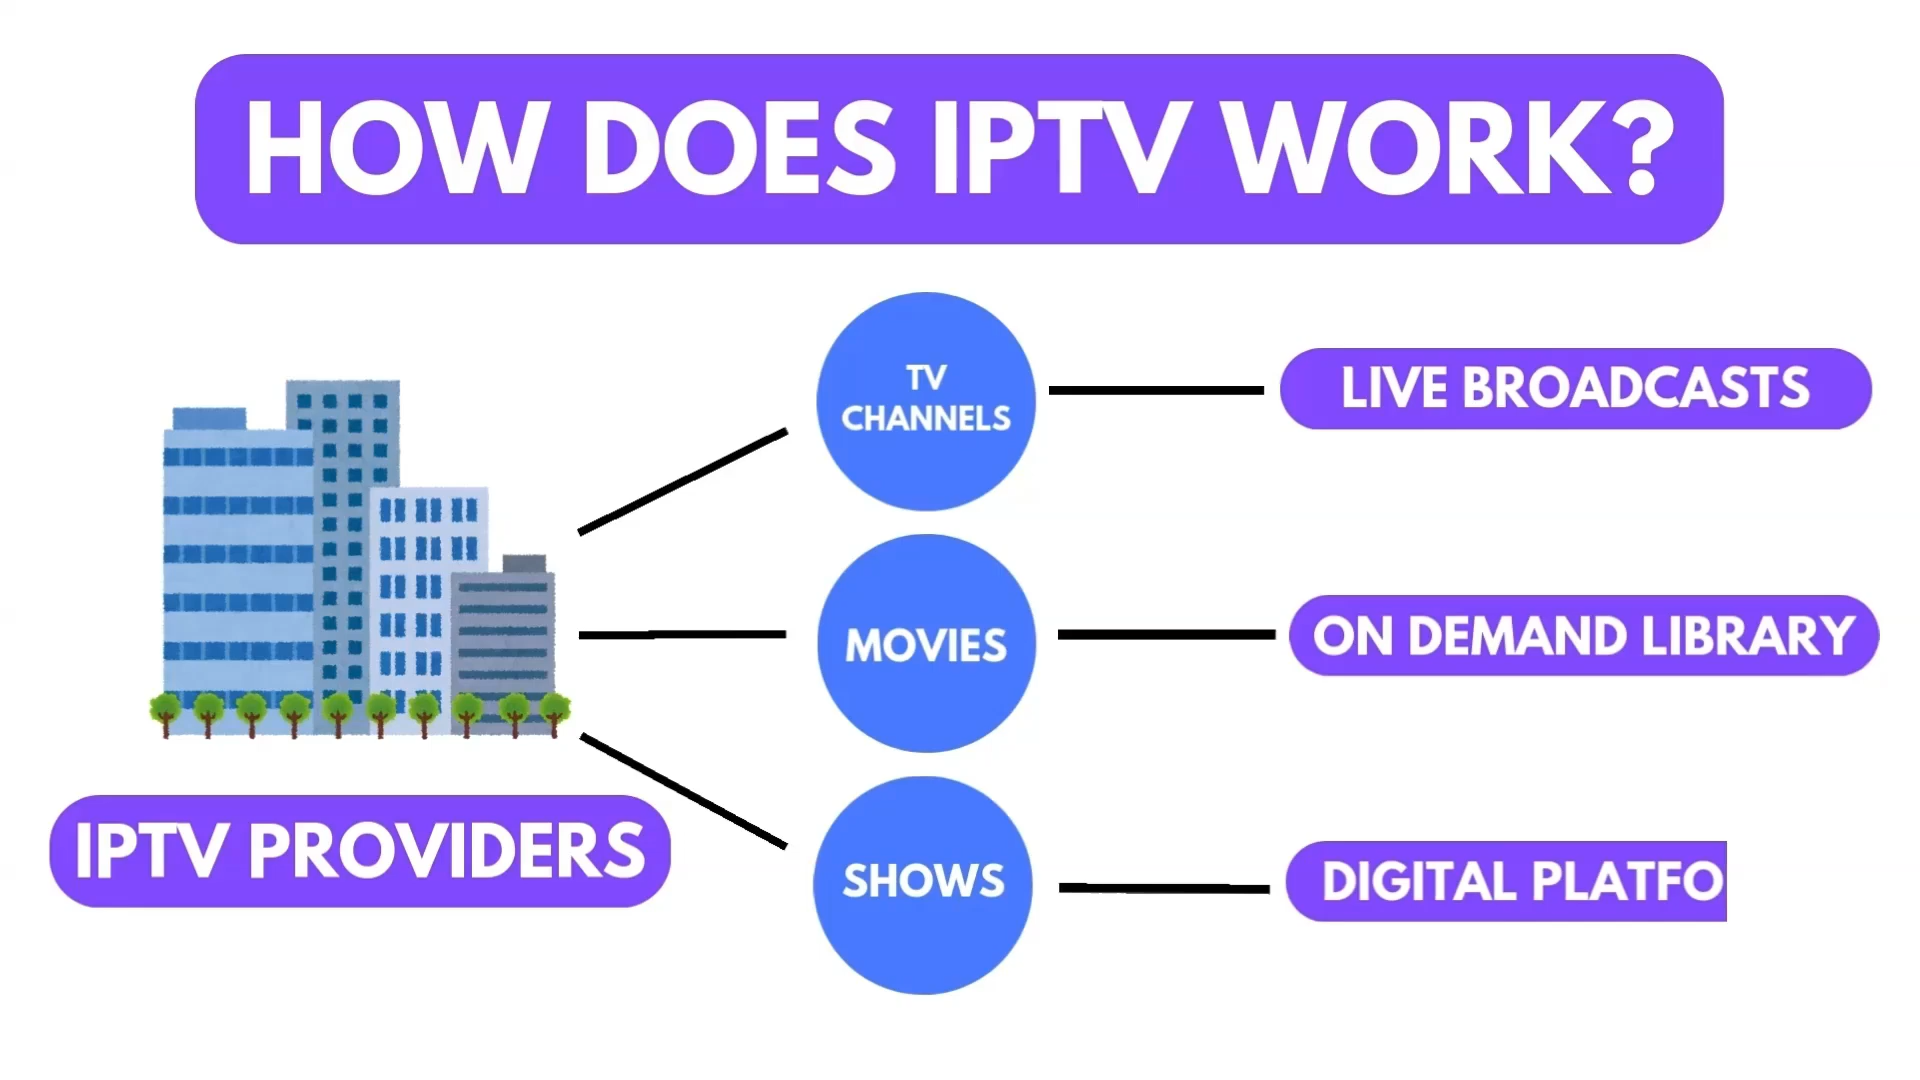 HOW DOES IPTV WORK?
TV
CHANNELS
LIVE BROADCASTS
MOVIES
ON DEMAND LIBRARY
IPTV PROVIDERS
SHOWS
DIGITAL PLATFO